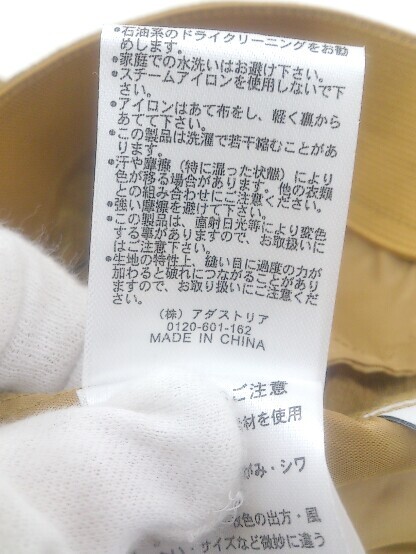 •石油系のドライクリーニングをお勧
めします。
•家庭での水洗いはお避け下さい。
•スチームアイロンを使用しないで下
さい。
•アイロンはあて布をし、軽く裏から
あてて下さい。
•この製品は洗濯で若干縮むことがあ
ります。
•汗や摩擦（特に湿った状態）により
色が移る場合があります。他の衣類
との組み合わせにご注意ください。
•強い摩擦を避けて下さい。
•この製品は、直射日光等により変色
する事がありますので、お取扱いに
はご注意下さい。
•生地の特性上、縫い目に過度の力が
加わると破れにつながることがあり
ますので、お取り扱いにご注意くだ
さい。
（株）アダストリア
0120-601-162
MADE IN CHINA
ご注意
材を使用
がみ・シワ
色の出方・風
い・サイズなど微妙に違う